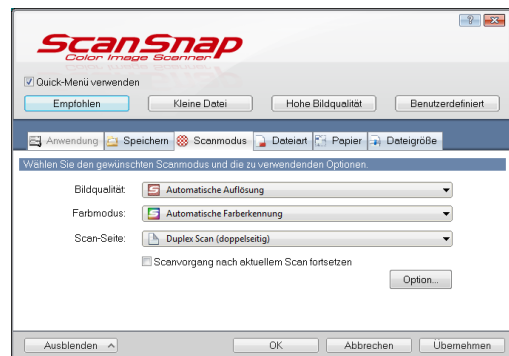 ScanSnap
Color Image Scanner
Quick-Menü verwenden
Empfohlen Kleine Datei Hohe Bildqualität Benutzerdefiniert
Anwendung Speichern Scanmodus Dateiart Papier Dateigröße
Wählen Sie den gewünschten Scanmodus und die zu verwendenden Optionen.
Bildqualität: Automatische Auflösung
Farbmodus: Automatische Farberkennung
Scan-Seite: Duplex Scan (doppelseitig)
Scanvorgang nach aktuellem Scan fortsetzen
Option...
Ausblenden OK Abbrechen Übernehmen